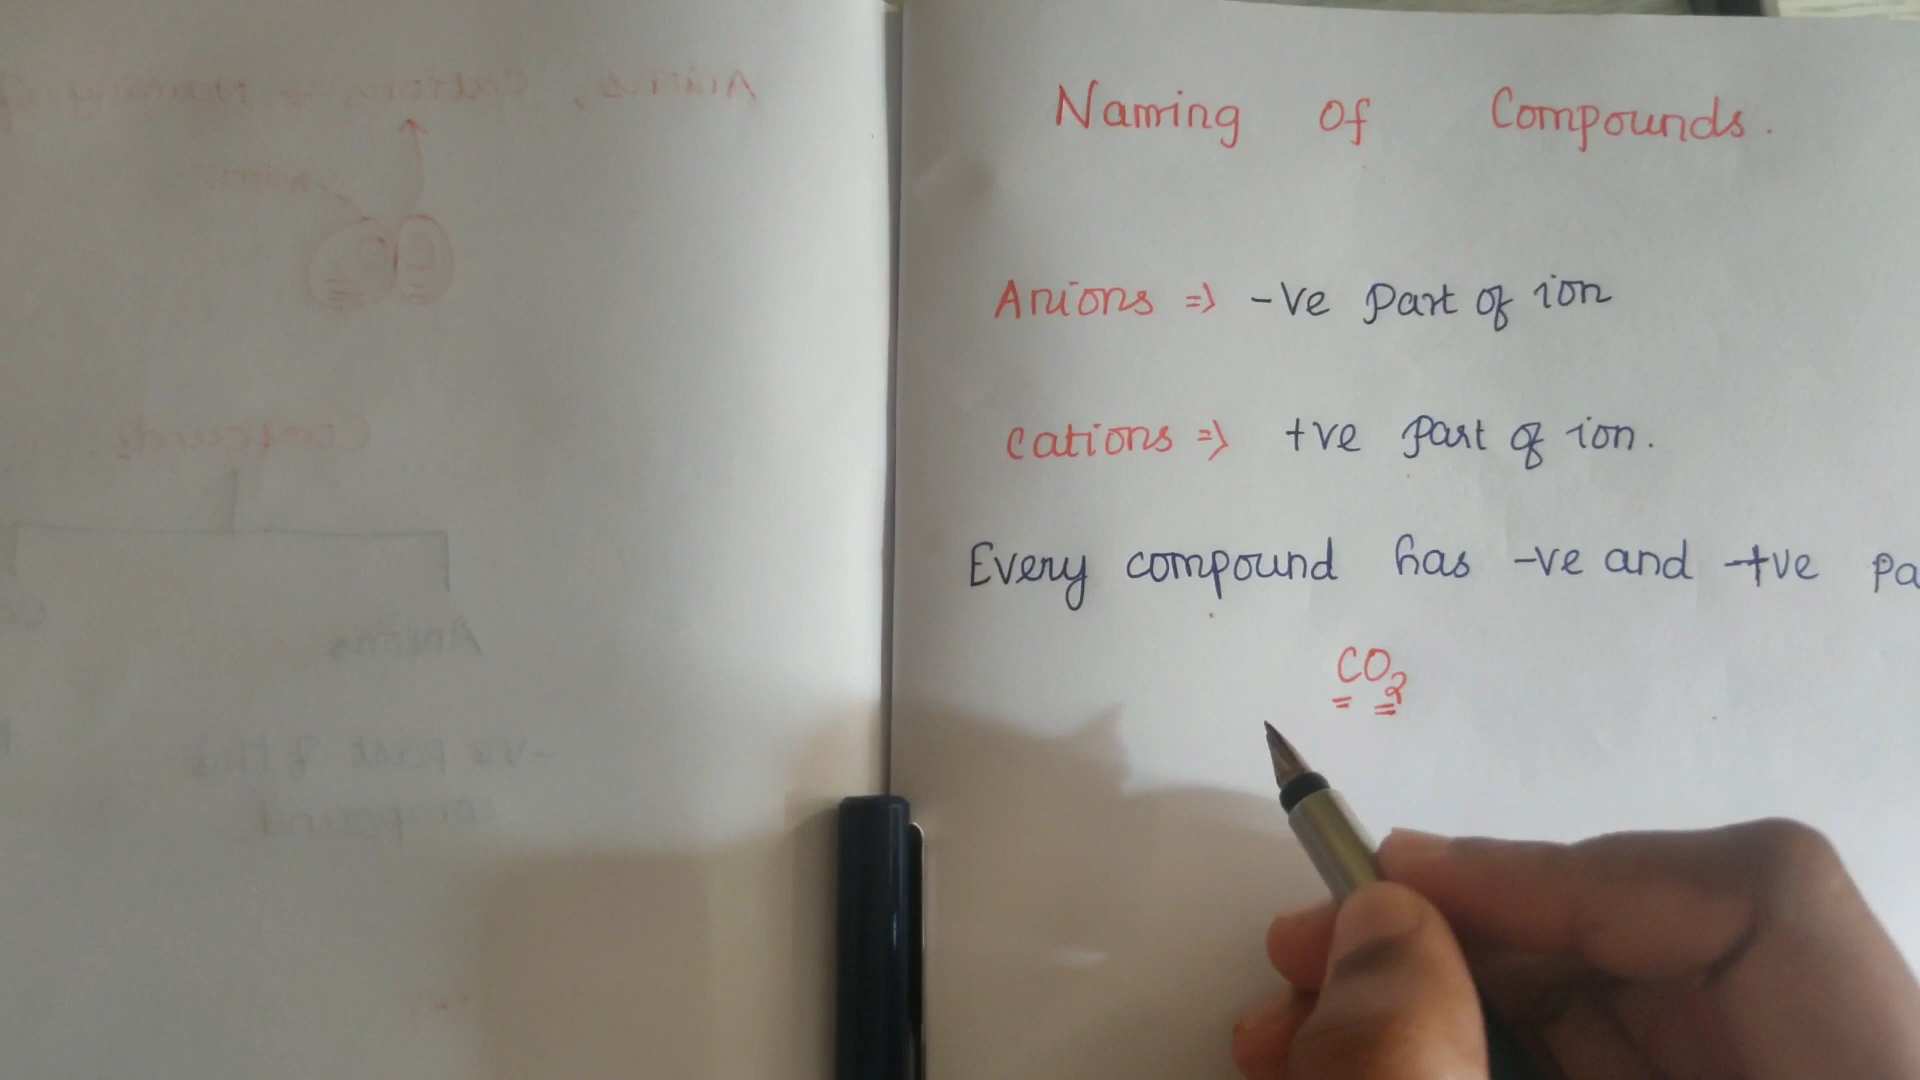 Naming of Compounds.
Anions => -ve part of ion
Cations => +ve part of ion.
Every compound has -ve and +ve pa
CO2